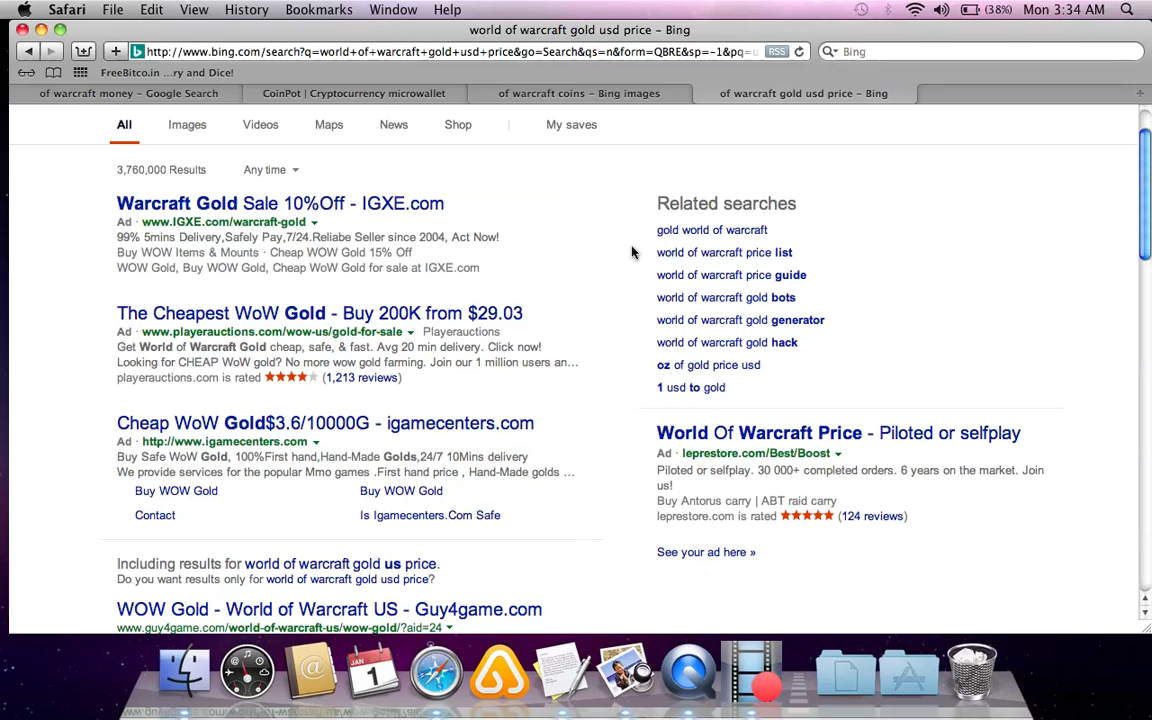 Safari File Edit View History Bookmarks Window Help (38%) Mon 3:34 AM
world of warcraft gold usd price - Bing
http://www.bing.com/search?q=world+of+warcraft+gold+usd+price&go=Search&qs=n&form=QBRE&sp=-1&pq=u RSS Bing
FreeBitco.in ...ry and Dice!
of warcraft money - Google Search CoinPot | Cryptocurrency microwallet of warcraft coins - Bing images of warcraft gold usd price - Bing
All Images Videos Maps News Shop | My saves
3,760,000 Results Any time
Warcraft Gold Sale 10%Off - IGXE.com
Ad · www.IGXE.com/warcraft-gold
99% 5mins Delivery,Safely Pay,7/24.Reliabe Seller since 2004, Act Now!
Buy WOW Items & Mounts · Cheap WOW Gold 15% Off
WOW Gold, Buy WOW Gold, Cheap WOW Gold for sale at IGXE.com
The Cheapest WoW Gold - Buy 200K from $29.03
Ad · www.playerauctions.com/wow-us/gold-for-sale Playerauctions
Get World of Warcraft Gold cheap, safe, & fast. Avg 20 min delivery. Click now!
Looking for CHEAP WoW gold? No more wow gold farming. Join our 1 million users an...
playerauctions.com is rated ★★★★☆ (1,213 reviews)
Cheap WoW Gold$3.6/10000G - igamecenters.com
Ad · http://www.igamecenters.com
Buy Safe WoW Gold, 100%First hand,Hand-Made Golds,24/7 10Mins delivery
We provide services for the popular Mmo games .First hand price , Hand-Made golds ...
Buy WOW Gold Buy WOW Gold
Contact Is Igamecenters.Com Safe
Including results for world of warcraft gold us price.
Do you want results only for world of warcraft gold usd price?
WOW Gold - World of Warcraft US - Guy4game.com
www.guy4game.com/world-of-warcraft-us/wow-gold/?aid=24
Related searches
gold world of warcraft
world of warcraft price list
world of warcraft price guide
world of warcraft gold bots
world of warcraft gold generator
world of warcraft gold hack
oz of gold price usd
1 usd to gold
World Of Warcraft Price - Piloted or selfplay
Ad · leprestore.com/Best/Boost
Piloted or selfplay. 30 000+ completed orders. 6 years on the market. Join
us!
Buy Antorus carry | ABT raid carry
leprestore.com is rated ★★★★★ (124 reviews)
See your ad here »
JAN
1